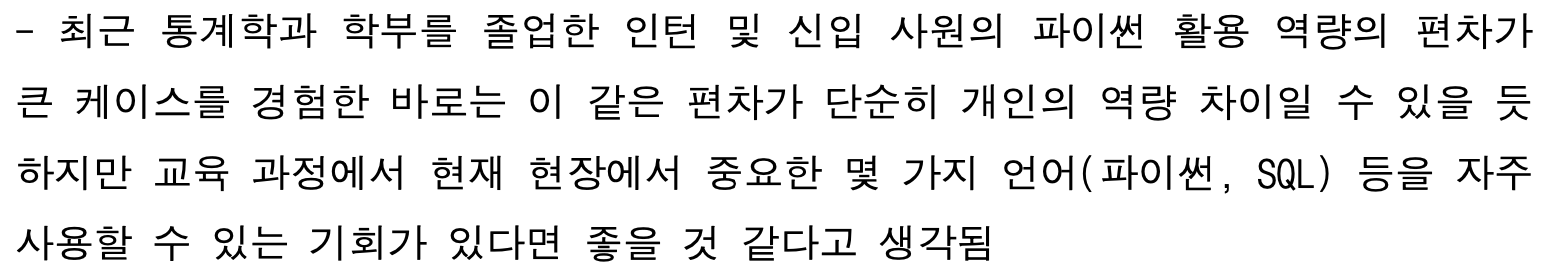 - 최근 통계학과 학부를 졸업한 인턴 및 신입 사원의 파이썬 활용 역량의 편차가
큰 케이스를 경험한 바로는 이 같은 편차가 단순히 개인의 역량 차이일 수 있을 듯
하지만 교육 과정에서 현재 현장에서 중요한 몇 가지 언어(파이썬, SQL) 등을 자주
사용할 수 있는 기회가 있다면 좋을 것 같다고 생각됨